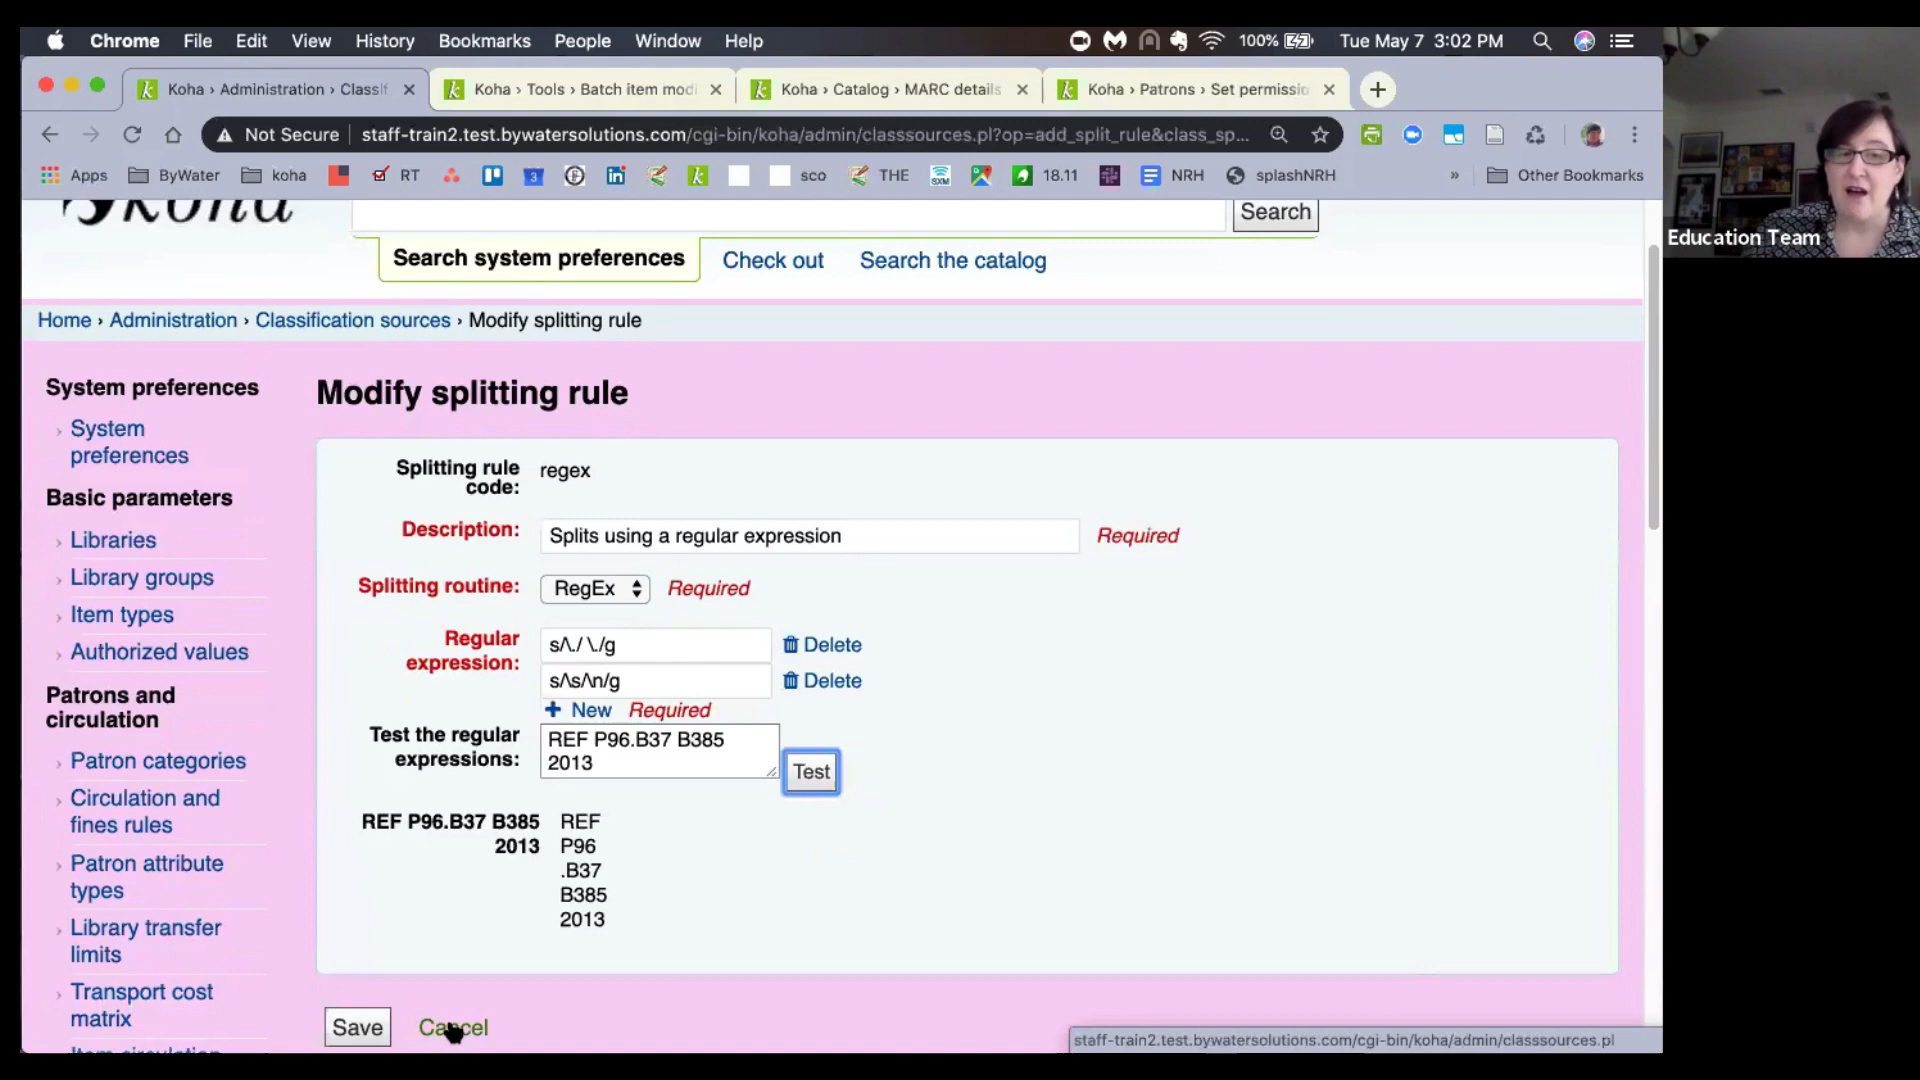 Chrome File Edit View History Bookmarks People Window Help 100% Tue May 7 3:02 PM
Koha › Administration › Classif Koha › Tools › Batch item modi Koha › Catalog › MARC details Koha › Patrons › Set permissio
Not Secure staff-train2.test.bywatersolutions.com/cgi-bin/koha/admin/classsources.pl?op=add_split_rule&class_sp...
Apps ByWater koha RT 3 in k sco THE SXM 18.11 NRH splashNRH » Other Bookmarks
koha
Search
Search system preferences Check out Search the catalog
Education Team
Home › Administration › Classification sources › Modify splitting rule
System preferences
System
preferences
Basic parameters
Libraries
Library groups
Item types
Authorized values
Patrons and
circulation
Patron categories
Circulation and
fines rules
Patron attribute
types
Library transfer
limits
Transport cost
matrix
Item circulation
Modify splitting rule
Splitting rule
code: regex
Description: Splits using a regular expression Required
Splitting routine: RegEx Required
Regular
expression:
s/\./ \./g Delete
s/\s/\n/g Delete
New Required
Test the regular
expressions:
REF P96.B37 B385
2013
Test
REF P96.B37 B385
2013
REF
P96
.B37
B385
2013
Save Cancel
staff-train2.test.bywatersolutions.com/cgi-bin/koha/admin/classsources.pl